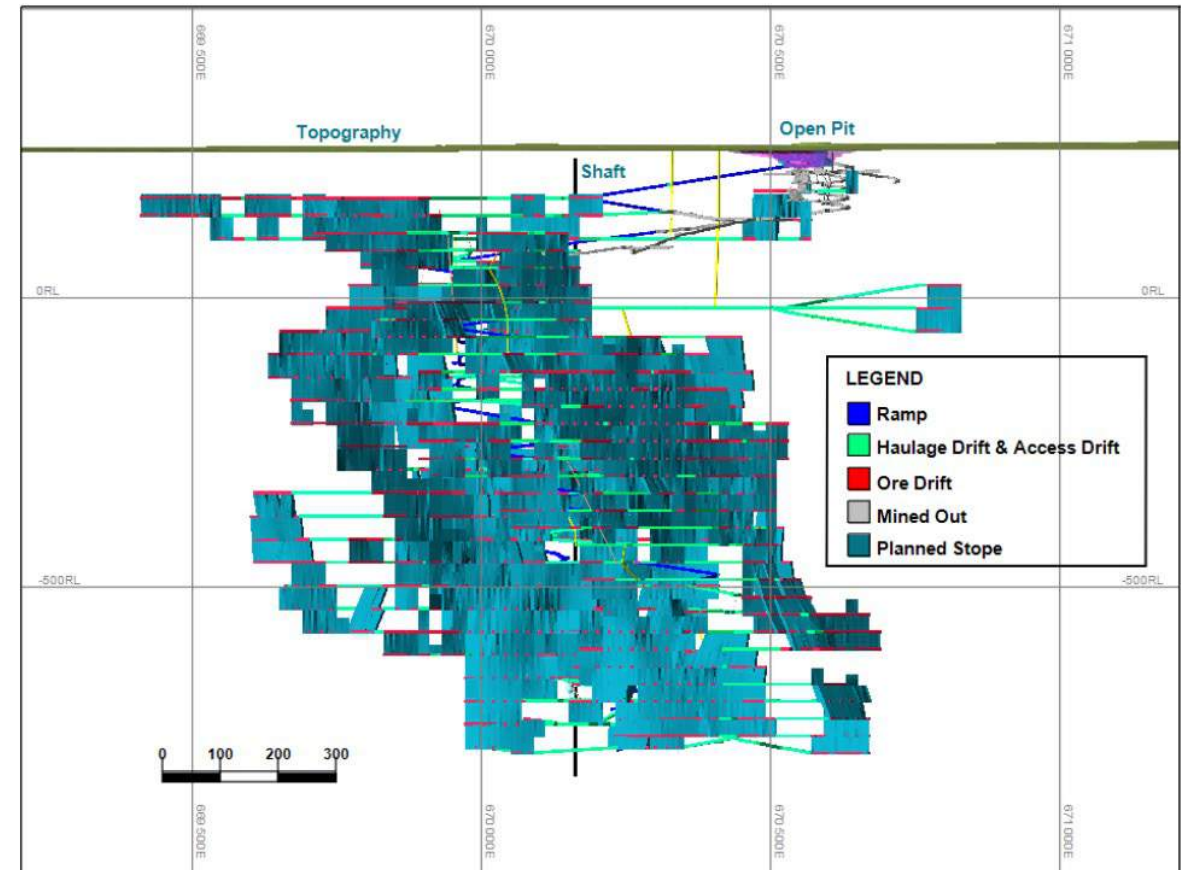 669 500E
670 000E
670 500E
671 000E
Topography
Open Pit
Shaft
0RL
0RL
LEGEND
Ramp
Haulage Drift & Access Drift
Ore Drift
Mined Out
Planned Stope
-500RL
-500RL
0 100 200 300
669 500E
670 000E
670 500E
671 000E